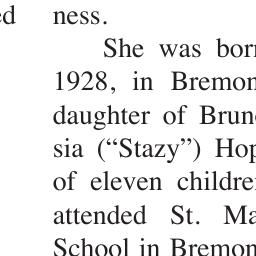 ed
ness.
She was born
1928, in Bremon
daughter of Brun
sia (“Stazy”) Hop
of eleven childre
attended St. Ma
School in Bremon